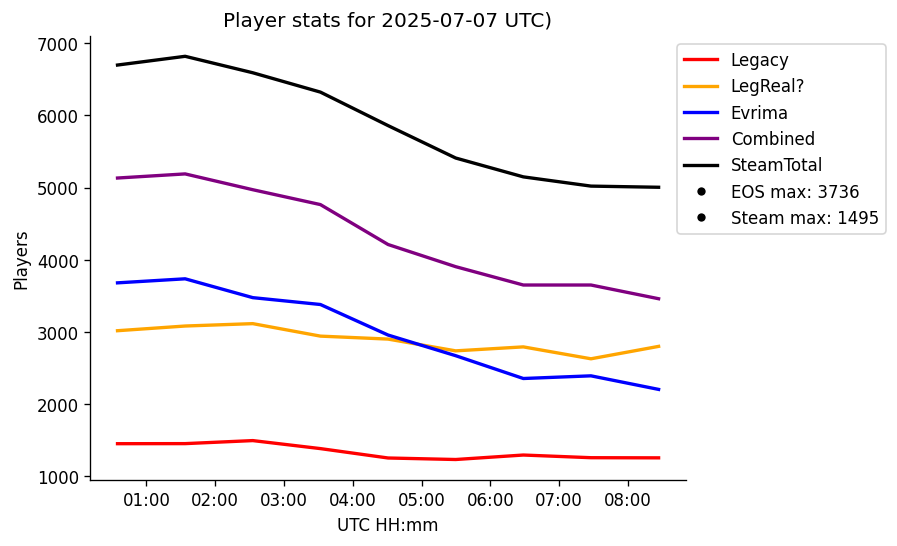 Player stats for 2025-07-07 UTC)
7000
6000
5000
4000
3000
2000
1000
Players
01:00 02:00 03:00 04:00 05:00 06:00 07:00 08:00
UTC HH:mm
Legacy
LegReal?
Evrima
Combined
SteamTotal
EOS max: 3736
Steam max: 1495